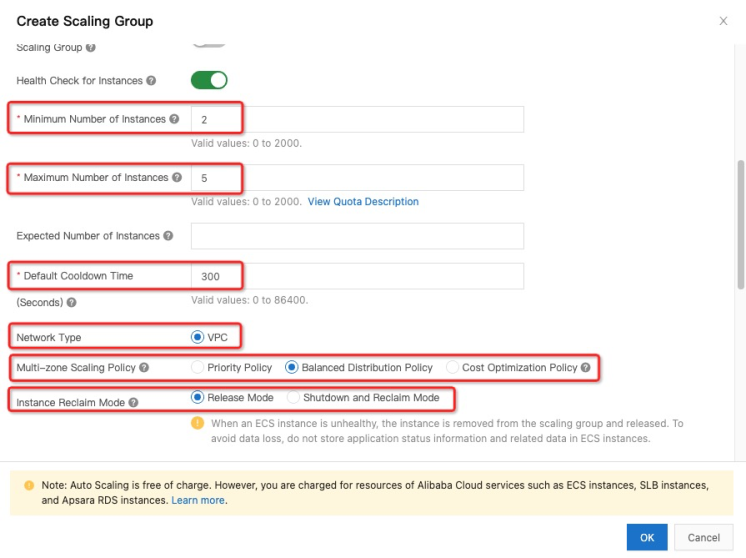 Create Scaling Group
Scaling Group
Health Check for Instances
* Minimum Number of Instances 2
Valid values: 0 to 2000.
* Maximum Number of Instances 5
Valid values: 0 to 2000. View Quota Description
Expected Number of Instances
* Default Cooldown Time 300
(Seconds) Valid values: 0 to 86400.
Network Type VPC
Multi-zone Scaling Policy Priority Policy Balanced Distribution Policy Cost Optimization Policy
Instance Reclaim Mode Release Mode Shutdown and Reclaim Mode
When an ECS instance is unhealthy, the instance is removed from the scaling group and released. To
avoid data loss, do not store application status information and related data in ECS instances.
Note: Auto Scaling is free of charge. However, you are charged for resources of Alibaba Cloud services such as ECS instances, SLB instances,
and Apsara RDS instances. Learn more.
OK Cancel